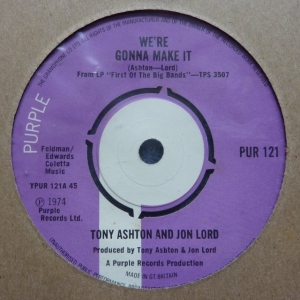 WE'RE
GONNA MAKE IT
(Ashton—Lord)
From LP "First Of The Big Bands"—TPS 3507
PURPLE
Feldman/
Edwards
Coletta
Music
PUR 121
YPUR 121A 45
℗ 1974
Purple
Records Ltd.
TONY ASHTON AND JON LORD
Produced by Tony Ashton & Jon Lord
A Purple Records Production
MADE IN GT. BRITAIN